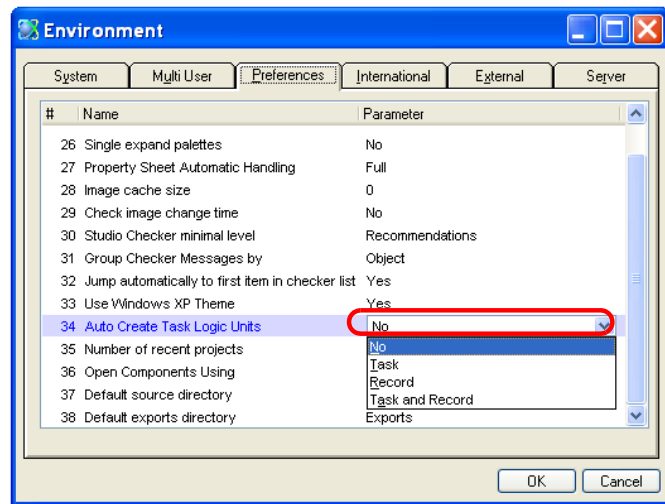 Environment
System Multi User Preferences International External Server
# Name Parameter
26 Single expand palettes No
27 Property Sheet Automatic Handling Full
28 Image cache size 0
29 Check image change time No
30 Studio Checker minimal level Recommendations
31 Group Checker Messages by Object
32 Jump automatically to first item in checker list Yes
33 Use Windows XP Theme Yes
34 Auto Create Task Logic Units No
No
35 Number of recent projects
Task
36 Open Components Using
Record
37 Default source directory
Task and Record
38 Default exports directory Exports
OK Cancel